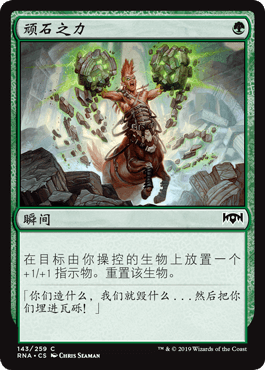 顽石之力
瞬间
在目标由你操控的生物上放置一个
+1/+1 指示物。重置该生物。
「你们造什么，我们就毁什么...然后把你
们埋进瓦砾！」
143/259 C
RNA • CS CHRIS SEAMAN
™ & © 2019 Wizards of the Coast